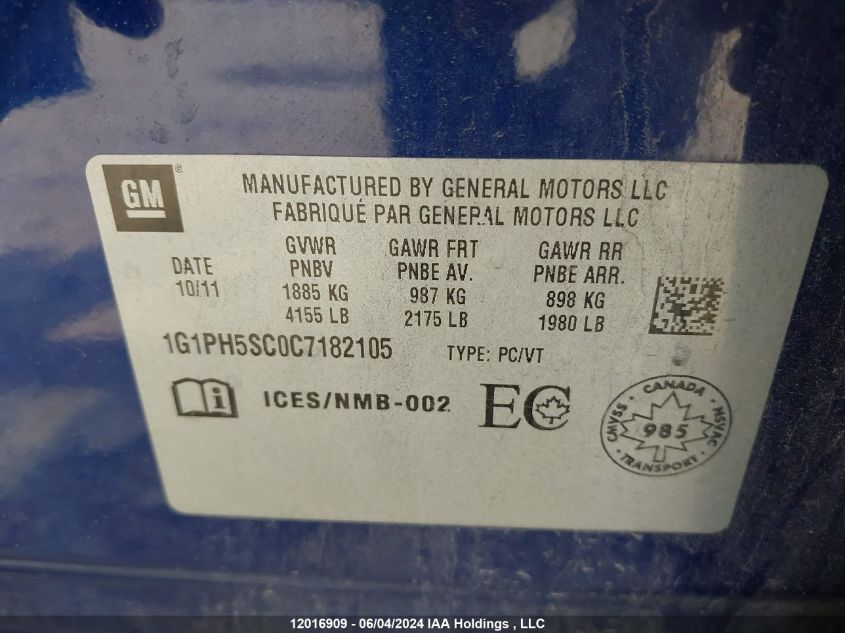 GM ®
MANUFACTURED BY GENERAL MOTORS LLC
FABRIQUÉ PAR GENERAL MOTORS LLC
DATE
10/11
GVWR
PNBV
1885 KG
4155 LB
GAWR FRT
PNBE AV.
987 KG
2175 LB
GAWR RR
PNBE ARR.
898 KG
1980 LB
1G1PH5SC0C7182105 TYPE: PC/VT
i ICES/NMB-002 EC
CANADA
CMVSS 985 NSVAC
TRANSPORT
12016909 - 06/04/2024 IAA Holdings , LLC